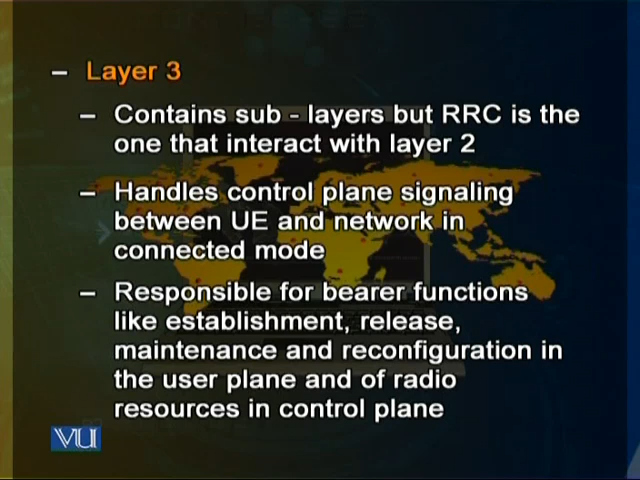 – Layer 3
– Contains sub - layers but RRC is the
one that interact with layer 2
– Handles control plane signaling
between UE and network in
connected mode
– Responsible for bearer functions
like establishment, release,
maintenance and reconfiguration in
the user plane and of radio
resources in control plane
VU